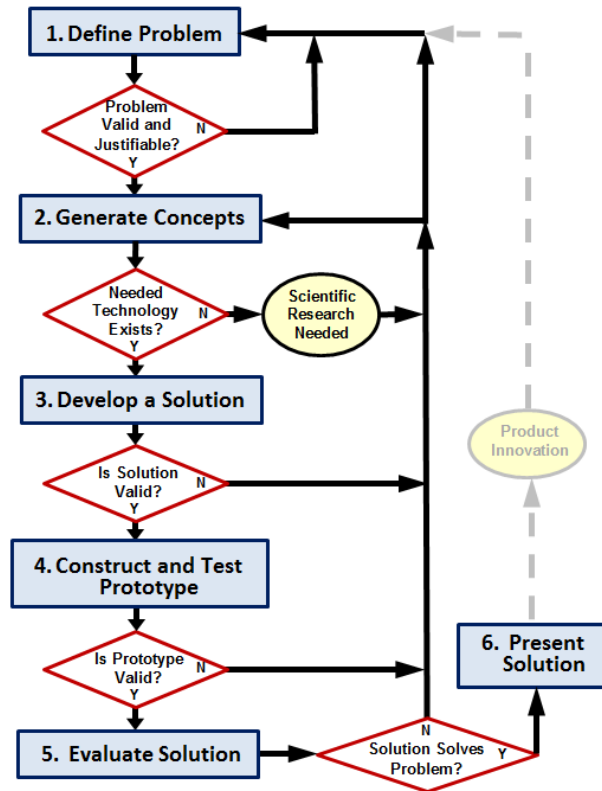 1. Define Problem
Problem
Valid and
Justifiable?
N
Y
2. Generate Concepts
Needed
Technology
Exists?
N
Y
Scientific
Research
Needed
3. Develop a Solution
Is Solution
Valid?
N
Y
Product
Innovation
4. Construct and Test
Prototype
Is Prototype
Valid?
N
Y
6. Present
Solution
5. Evaluate Solution
N
Solution Solves
Problem?
Y